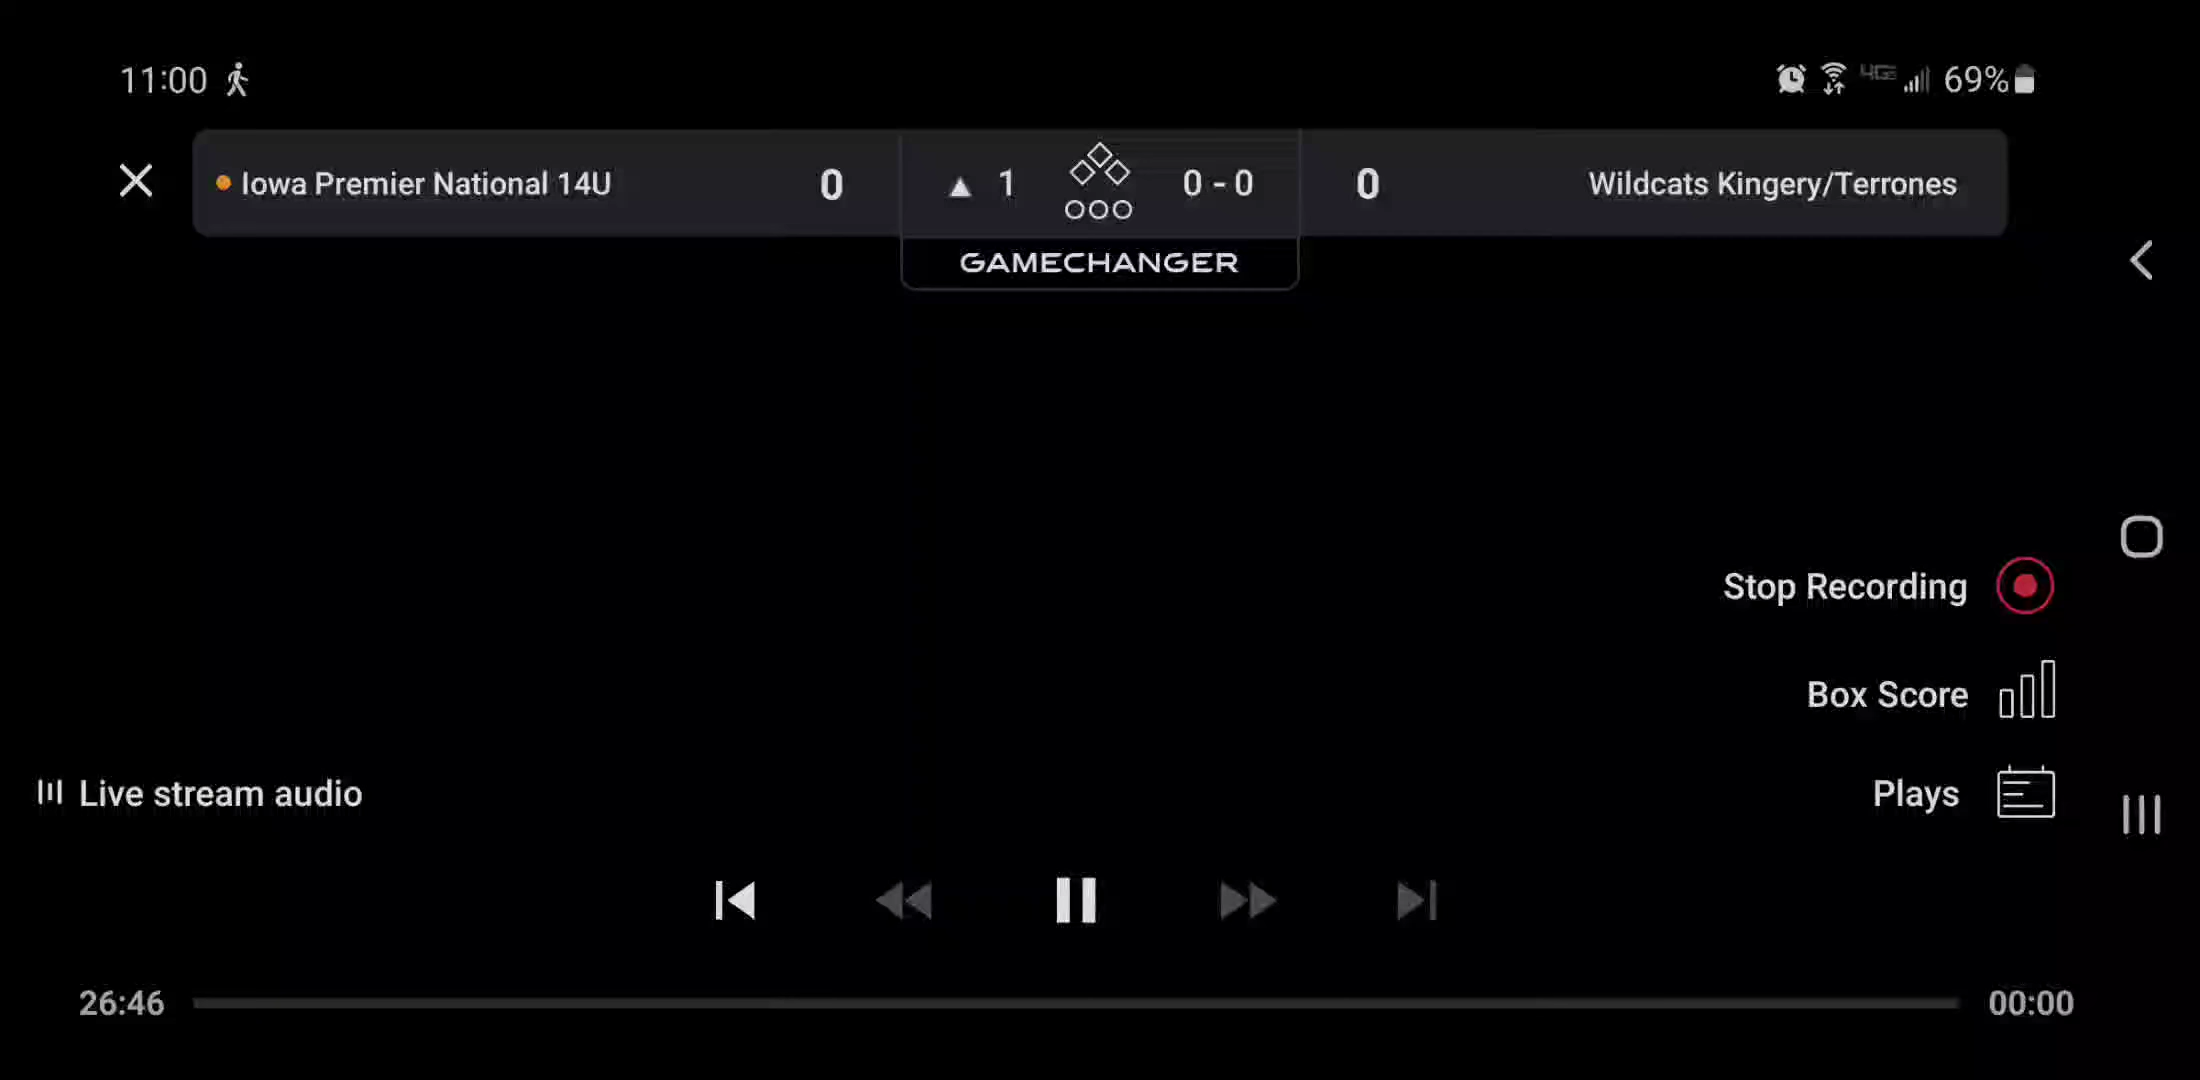 11:00
4GE 69%
Iowa Premier National 14U 0 1 0 - 0 0 Wildcats Kingery/Terrones
GAMECHANGER
Stop Recording
Box Score
Live stream audio
Plays
26:46
00:00